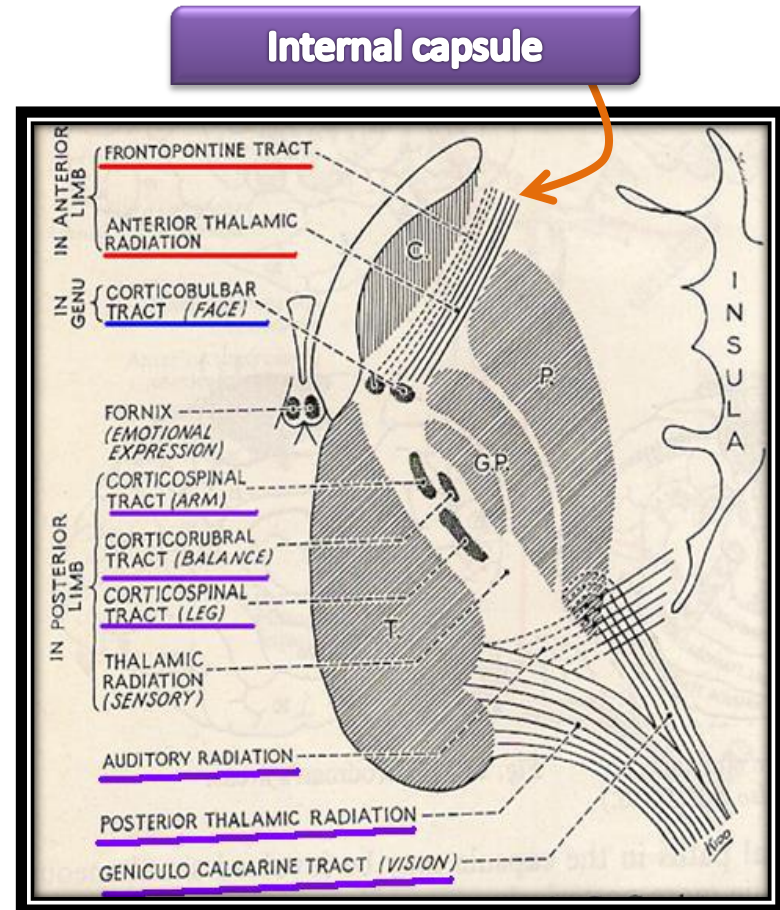 Internal capsule
IN ANTERIOR
LIMB
FRONTOPONTINE TRACT
ANTERIOR THALAMIC
RADIATION
IN
GENU
CORTICOBULBAR
TRACT (FACE)
FORNIX
(EMOTIONAL
EXPRESSION)
IN POSTERIOR
LIMB
CORTICOSPINAL
TRACT (ARM)
CORTICORUBRAL
TRACT (BALANCE)
CORTICOSPINAL
TRACT (LEG)
THALAMIC
RADIATION
(SENSORY)
AUDITORY RADIATION
POSTERIOR THALAMIC RADIATION
GENICULO CALCARINE TRACT (VISION)
C.
P.
G.P.
T.
INSULA